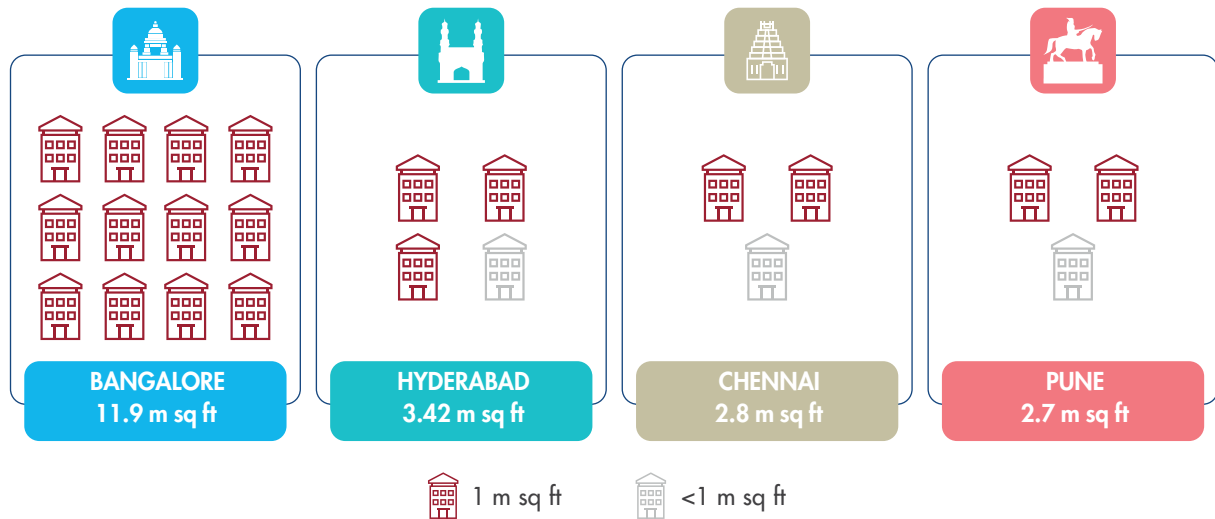 BANGALORE
11.9 m sq ft
HYDERABAD
3.42 m sq ft
CHENNAI
2.8 m sq ft
PUNE
2.7 m sq ft
1 m sq ft
<1 m sq ft